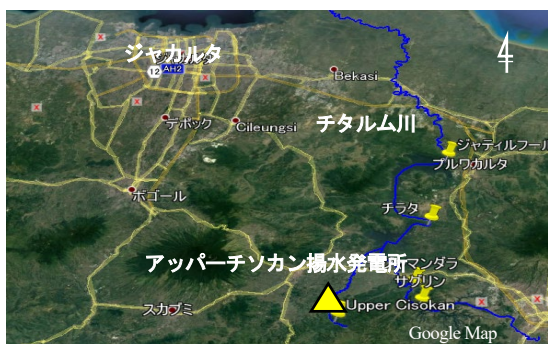 ジャカルタ
12 AH2
Bekasi
チタルム川
デポック
Cileungsi
ジャティルフール
プルワカルタ
ボゴール
チラタ
アッパーチソカン揚水発電所
マンダラ
サグリン
スカブミ
Upper Cisokan
Google Map